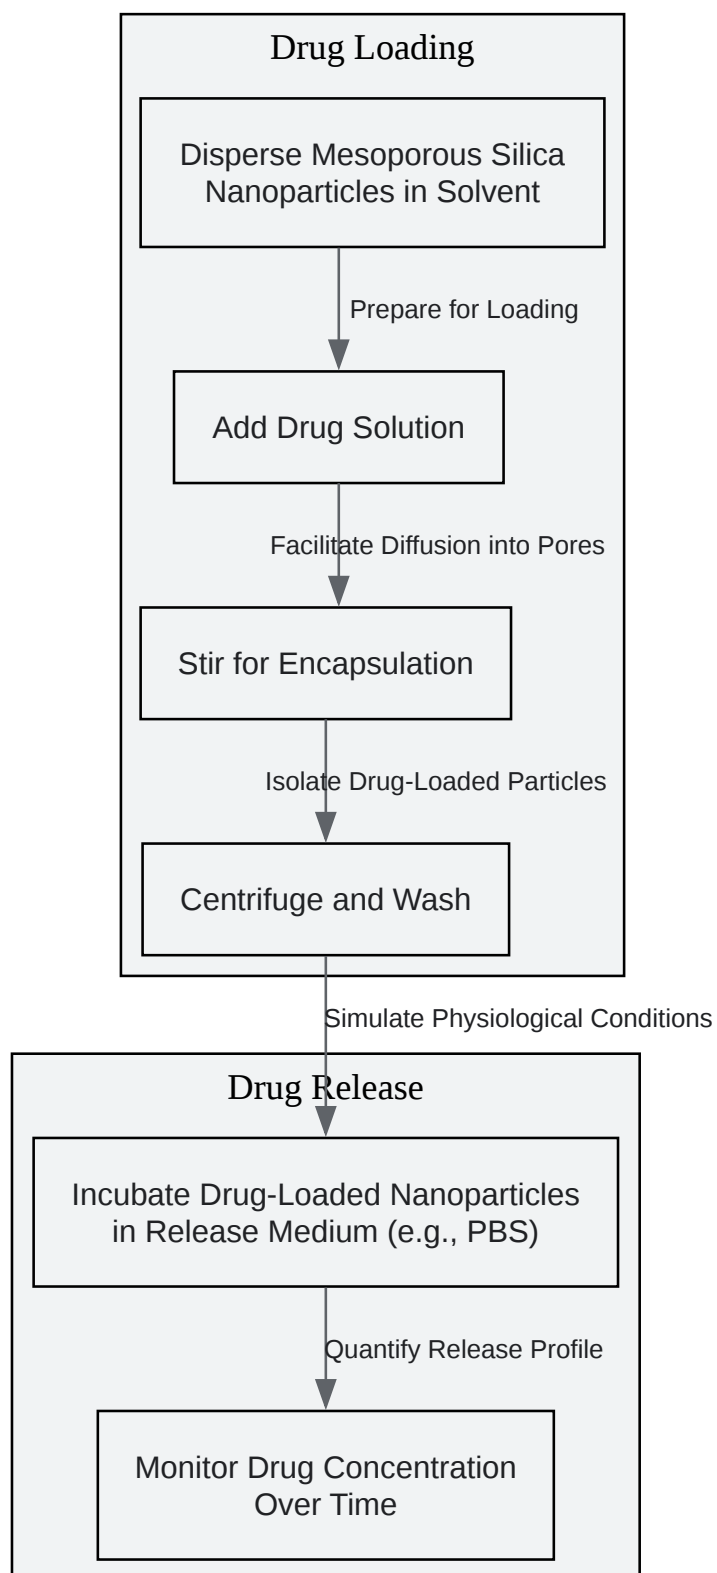 Drug Loading
Disperse Mesoporous Silica
Nanoparticles in Solvent
Prepare for Loading
Add Drug Solution
Facilitate Diffusion into Pores
Stir for Encapsulation
Isolate Drug-Loaded Particles
Centrifuge and Wash
Simulate Physiological Conditions
Drug Release
Incubate Drug-Loaded Nanoparticles
in Release Medium (e.g., PBS)
Quantify Release Profile
Monitor Drug Concentration
Over Time